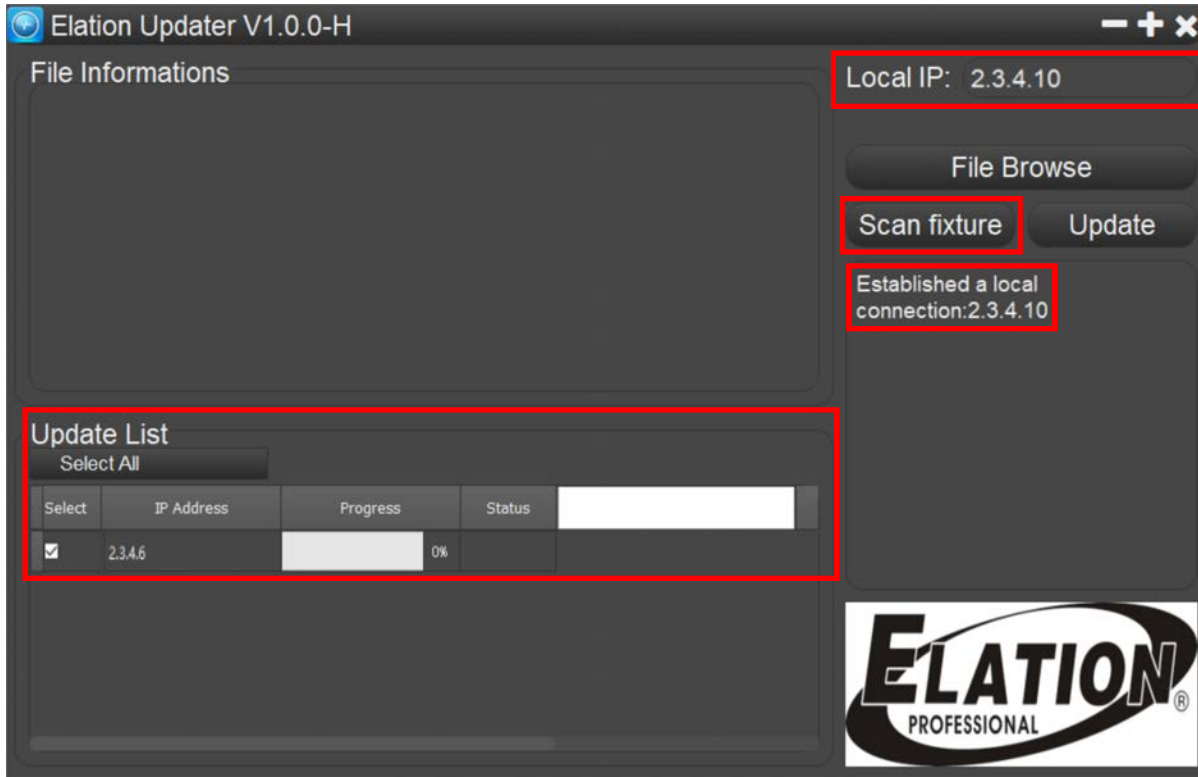 Elation Updater V1.0.0-H
File Informations
Local IP: 2.3.4.10
File Browse
Scan fixture
Update
Established a local
connection:2.3.4.10
Update List
Select All
Select IP Address Progress Status
2.3.4.6 0%
ELATION®
PROFESSIONAL